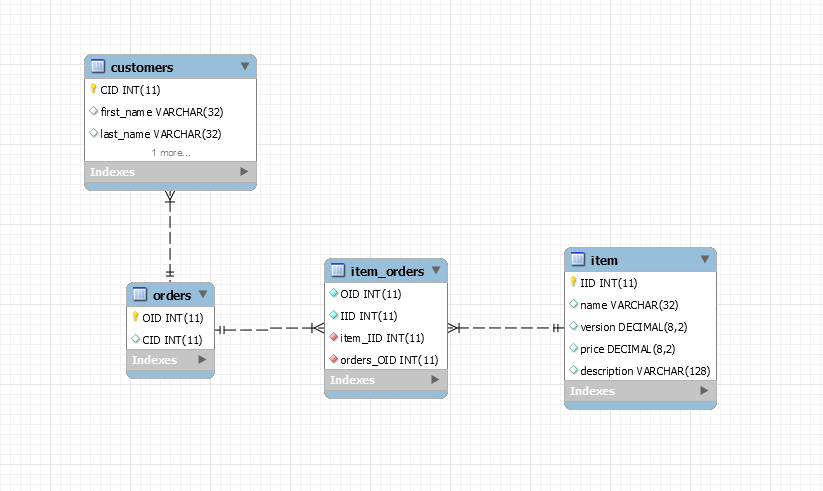 customers
CID INT(11)
first_name VARCHAR(32)
last_name VARCHAR(32)
1 more...
Indexes
orders
OID INT(11)
CID INT(11)
Indexes
item_orders
OID INT(11)
IID INT(11)
item_IID INT(11)
orders_OID INT(11)
Indexes
item
IID INT(11)
name VARCHAR(32)
version DECIMAL(8,2)
price DECIMAL(8,2)
description VARCHAR(128)
Indexes